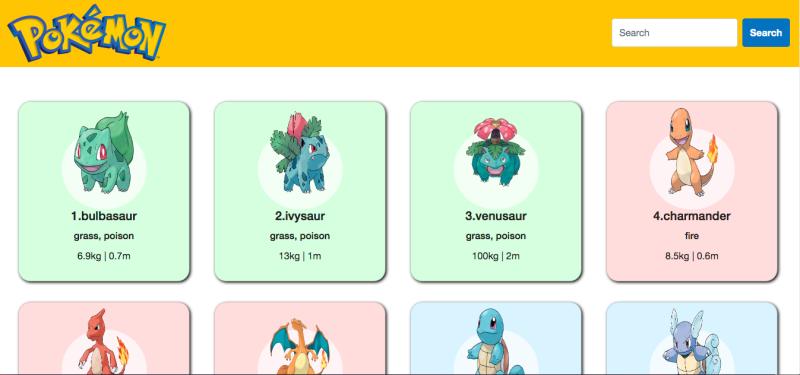 POKéMON
Search
Search
1.bulbasaur
grass, poison
6.9kg | 0.7m
2.ivysaur
grass, poison
13kg | 1m
3.venusaur
grass, poison
100kg | 2m
4.charmander
fire
8.5kg | 0.6m